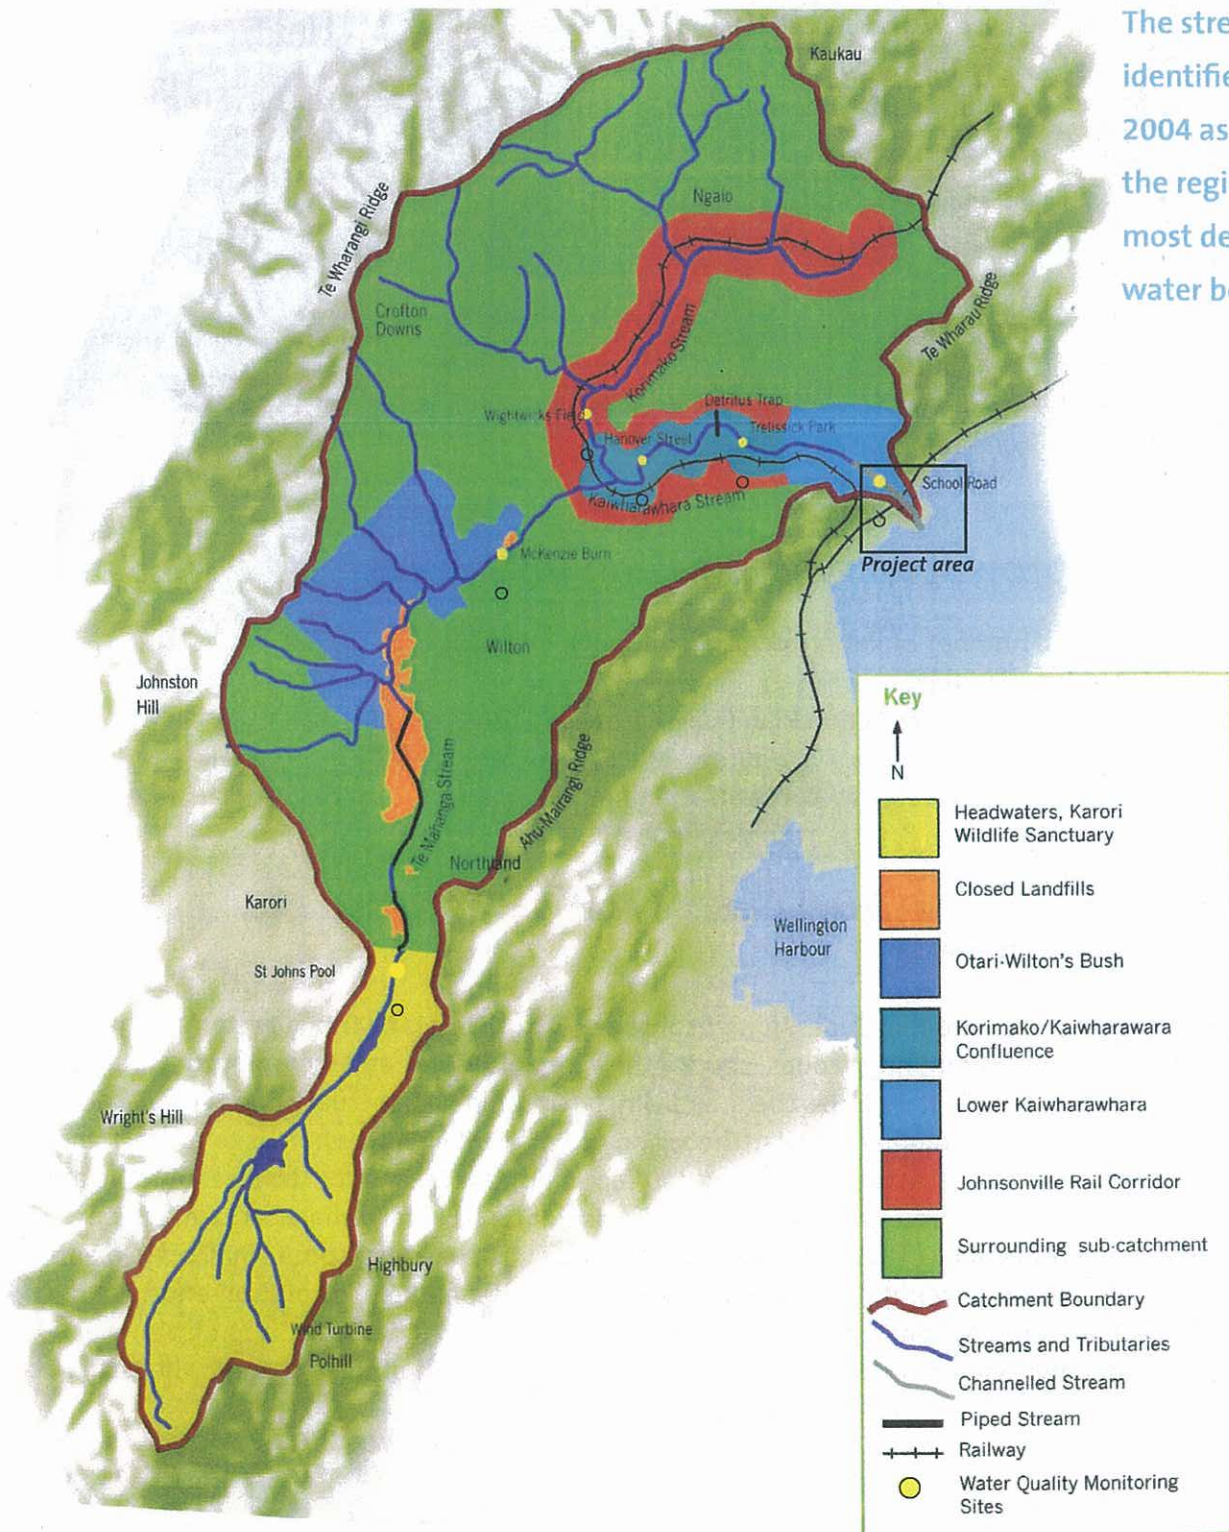 The stre
identifie
2004 as
the regi
most de
water b
Kaukau
Te Wharangi Ridge
Ngaio
Crofton
Downs
Te Wharau Ridge
Korimako Stream
Detritus Trap
Wightwicks Field
Hanover Street
Trelissick Park
School Road
Kaiwharawhara Stream
Project area
McKenzie Burn
Wilton
Johnston
Hill
Te Mahanga Stream
Ahu-Mairangi Ridge
Northland
Karori
Wellington
Harbour
St Johns Pool
Wright's Hill
Highbury
Wind Turbine
Polhill
Key
N
Headwaters, Karori
Wildlife Sanctuary
Closed Landfills
Otari-Wilton's Bush
Korimako/Kaiwharawara
Confluence
Lower Kaiwharawhara
Johnsonville Rail Corridor
Surrounding sub-catchment
Catchment Boundary
Streams and Tributaries
Channelled Stream
Piped Stream
Railway
Water Quality Monitoring
Sites